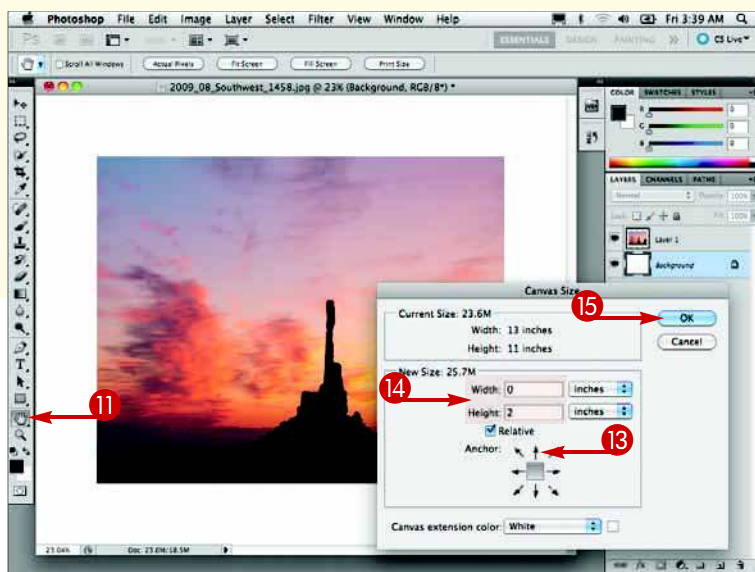 Photoshop File Edit Image Layer Select Filter View Window Help Fri 3:39 AM
Ps ESSENTIALS DESIGN PAINTING CS Live
Scroll All Windows Actual Pixels Fit Screen Fill Screen Print Size
2009_08_Southwest_1458.jpg @ 23% (Background, RGB/8*) *
COLOR SWATCHES STYLES
R 0
G 0
B 0
LAYERS CHANNELS PATHS
Normal Opacity: 100%
Lock: Fill: 100%
Layer 1
Background
Canvas Size
Current Size: 23.6M
Width: 13 inches
Height: 11 inches
15
OK
Cancel
New Size: 25.7M
14
Width: 0 inches
Height: 2 inches
Relative
Anchor:
13
11
Canvas extension color: White
23.04% Doc: 23.6M/18.5M